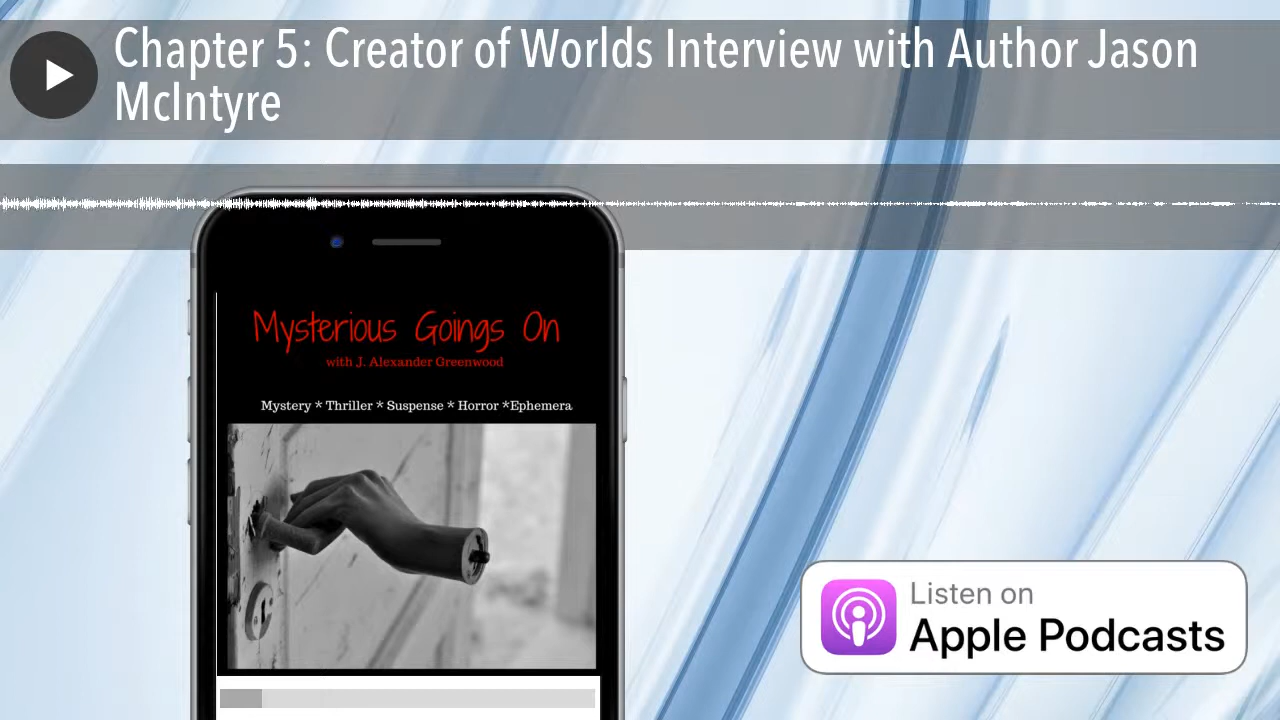 Chapter 5: Creator of Worlds Interview with Author Jason
McIntyre
Mysterious Goings On
with J. Alexander Greenwood
Mystery * Thriller * Suspense * Horror *Ephemera
Listen on
Apple Podcasts